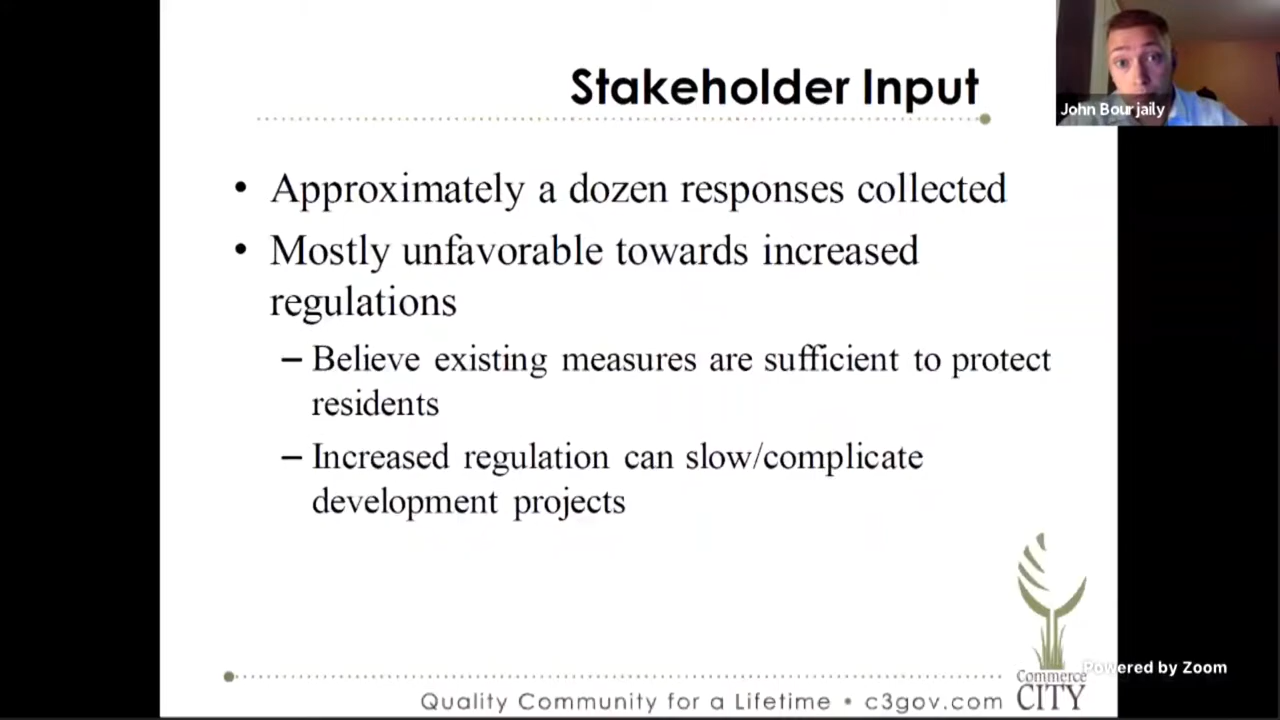 Stakeholder Input
John Bourjaily
• Approximately a dozen responses collected
• Mostly unfavorable towards increased
regulations
– Believe existing measures are sufficient to protect
residents
– Increased regulation can slow/complicate
development projects
Powered by Zoom
Commerce
CITY
Quality Community for a Lifetime • c3gov.com